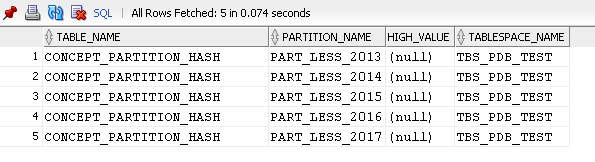 SQL | All Rows Fetched: 5 in 0.074 seconds
TABLE_NAME PARTITION_NAME HIGH_VALUE TABLESPACE_NAME
1 CONCEPT_PARTITION_HASH PART_LESS_2013 (null) TBS_PDB_TEST
2 CONCEPT_PARTITION_HASH PART_LESS_2014 (null) TBS_PDB_TEST
3 CONCEPT_PARTITION_HASH PART_LESS_2015 (null) TBS_PDB_TEST
4 CONCEPT_PARTITION_HASH PART_LESS_2016 (null) TBS_PDB_TEST
5 CONCEPT_PARTITION_HASH PART_LESS_2017 (null) TBS_PDB_TEST